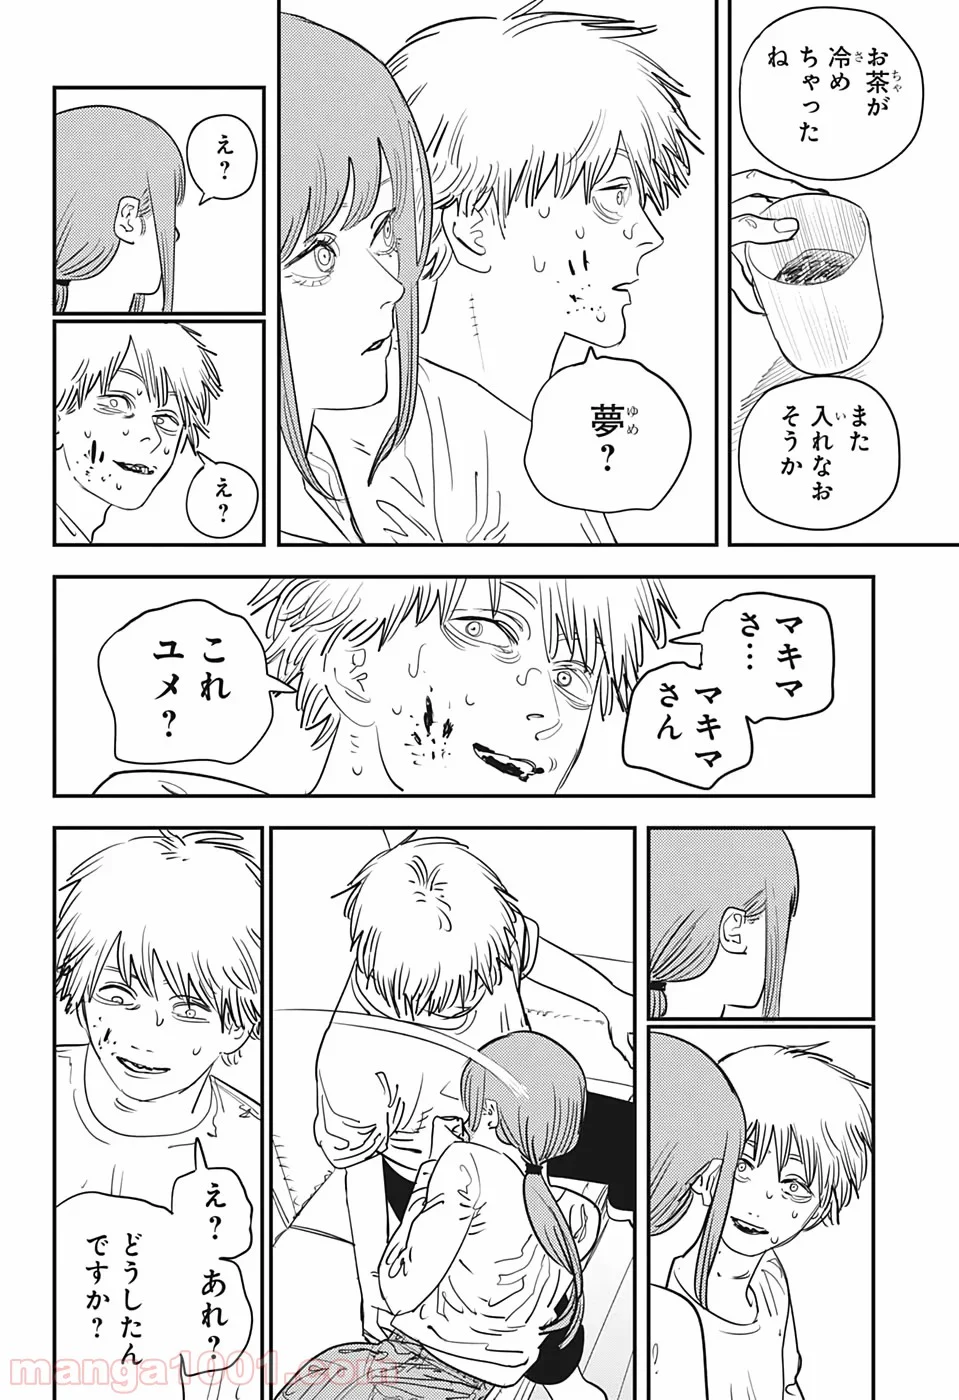 お茶が
冷め
ちゃった
ね
また
入れなお
そうか
夢?
え?
え?
マキマ
さ…
マキマ
さん
これ
ユメ?
え?
あれ?
どうしたん
ですか?
manga1001.com